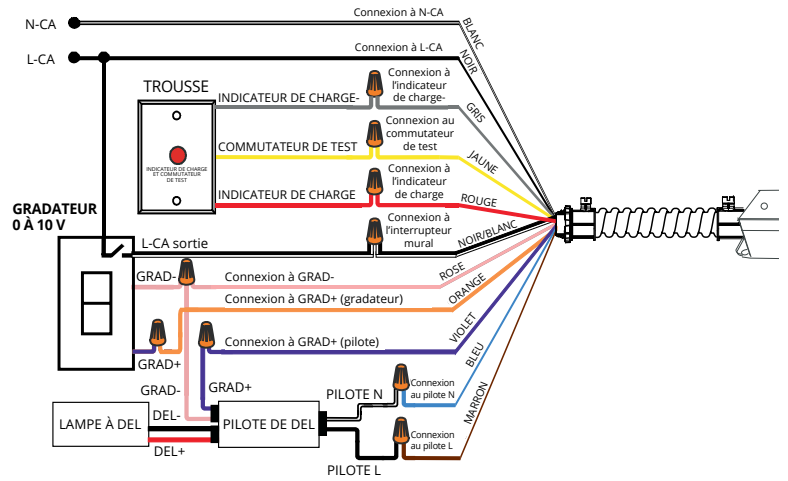 Connexion à N-CA
N-CA
BLANC
Connexion à L-CA
L-CA
NOIR
TROUSSE
INDICATEUR DE CHARGE-
Connexion à
l'indicateur
de charge-
GRIS
COMMUTATEUR DE TEST
Connexion au
commutateur
de test
JAUNE
INDICATEUR DE CHARGE
ET COMMUTATEUR
DE TEST
INDICATEUR DE CHARGE
Connexion à
l'indicateur
de charge
ROUGE
GRADATEUR
0 À 10 V
L-CA sortie
Connexion à
l'interrupteur
mural
NOIR/BLANC
GRAD-
Connexion à GRAD-
ROSE
Connexion à GRAD+ (gradateur)
ORANGE
GRAD+
Connexion à GRAD+ (pilote)
VIOLET
GRAD-
GRAD+
PILOTE N
Connexion
au pilote N
BLEU
LAMPE À DEL
DEL-
DEL+
PILOTE DE DEL
PILOTE L
Connexion
au pilote L
MARRON